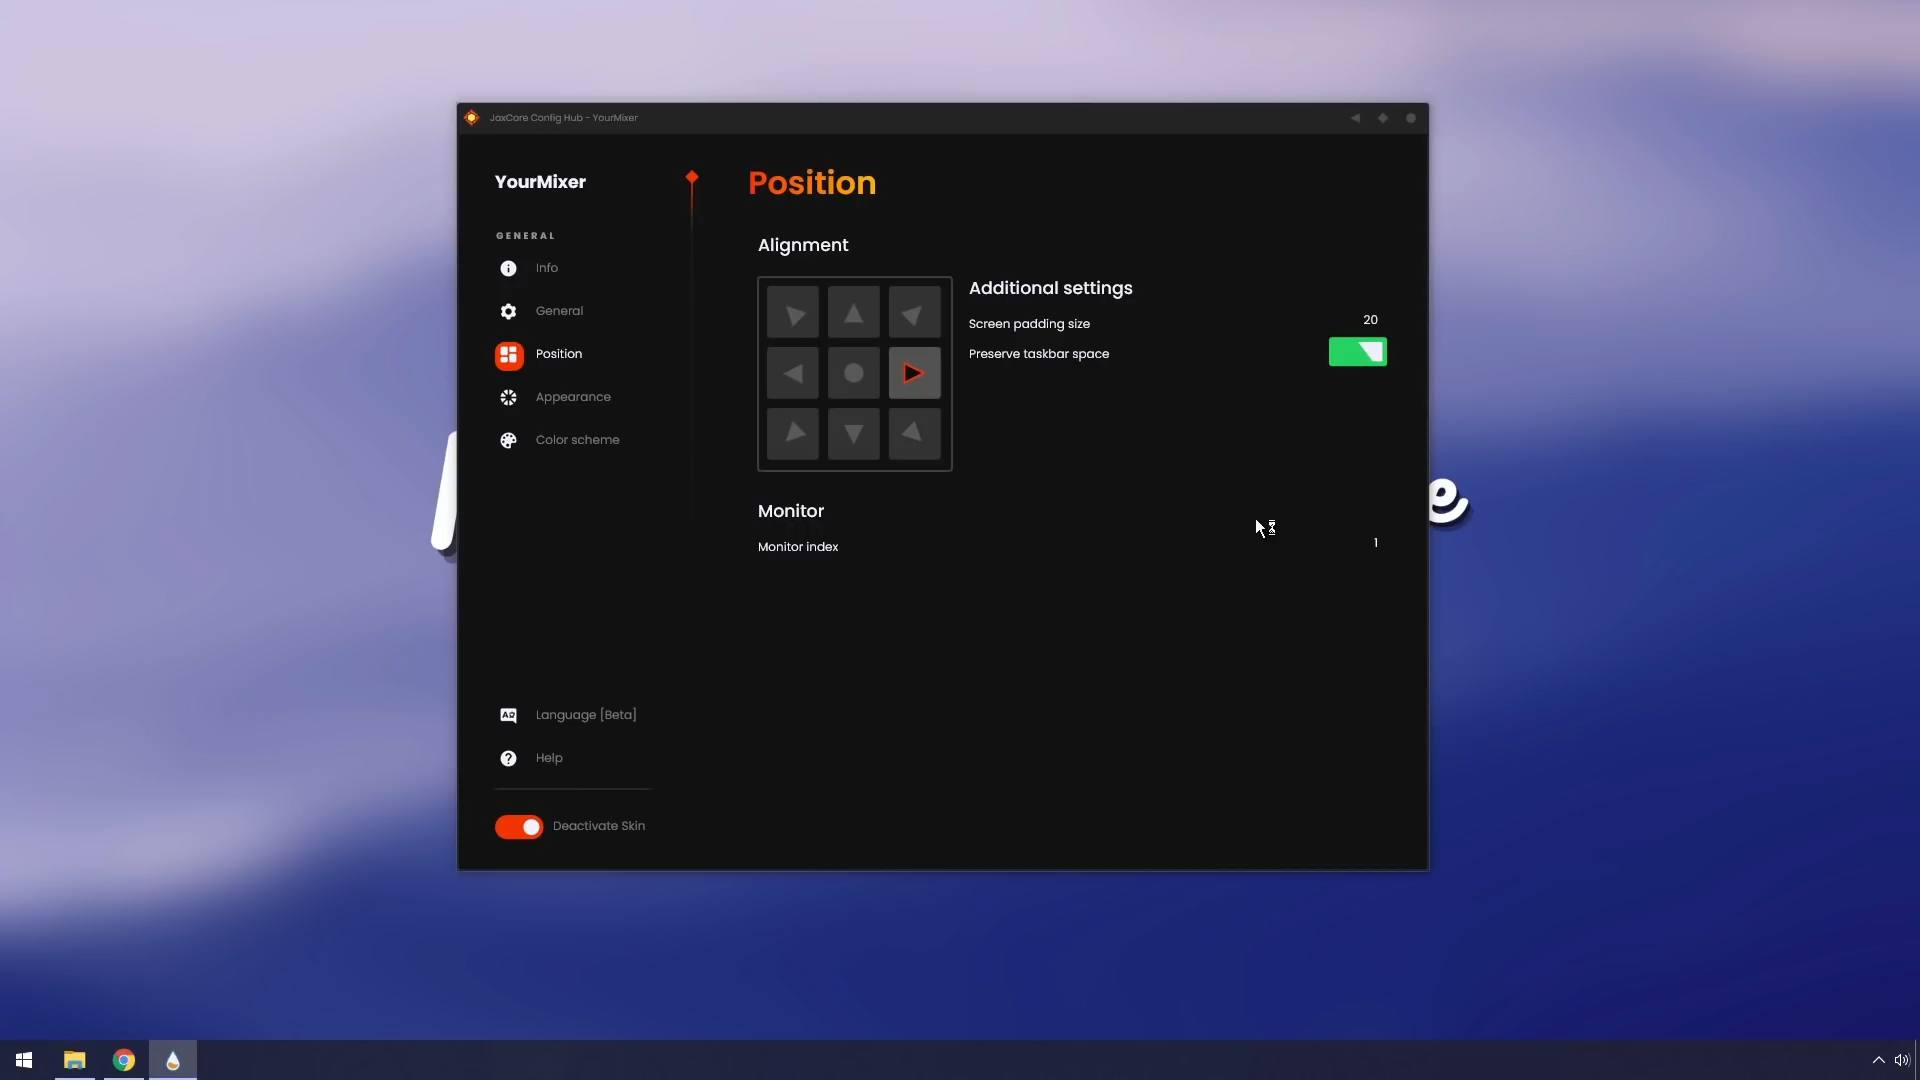 JaxCore Config Hub - YourMixer
YourMixer
GENERAL
Info
General
Position
Appearance
Color scheme
Language [Beta]
Help
Deactivate Skin
Position
Alignment
Additional settings
Screen padding size
20
Preserve taskbar space
Monitor
Monitor index
1
e